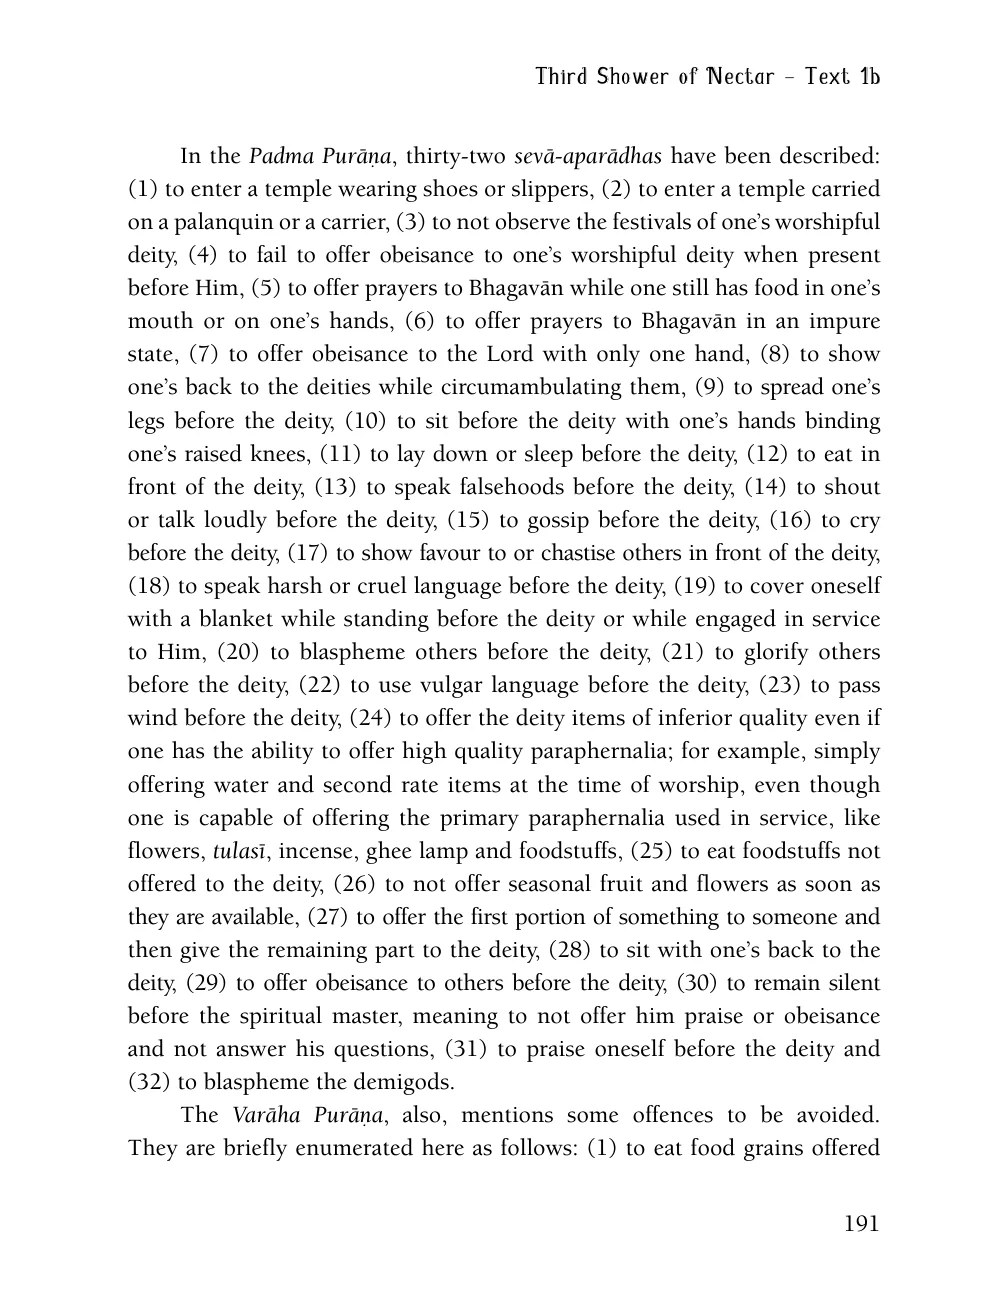 Third Shower of Nectar – Text 1b
In the Padma Purāṇa, thirty-two sevā-aparādhas have been described:
(1) to enter a temple wearing shoes or slippers, (2) to enter a temple carried
on a palanquin or a carrier, (3) to not observe the festivals of one’s worshipful
deity, (4) to fail to offer obeisance to one’s worshipful deity when present
before Him, (5) to offer prayers to Bhagavān while one still has food in one’s
mouth or on one’s hands, (6) to offer prayers to Bhagavān in an impure
state, (7) to offer obeisance to the Lord with only one hand, (8) to show
one’s back to the deities while circumambulating them, (9) to spread one’s
legs before the deity, (10) to sit before the deity with one’s hands binding
one’s raised knees, (11) to lay down or sleep before the deity, (12) to eat in
front of the deity, (13) to speak falsehoods before the deity, (14) to shout
or talk loudly before the deity, (15) to gossip before the deity, (16) to cry
before the deity, (17) to show favour to or chastise others in front of the deity,
(18) to speak harsh or cruel language before the deity, (19) to cover oneself
with a blanket while standing before the deity or while engaged in service
to Him, (20) to blaspheme others before the deity, (21) to glorify others
before the deity, (22) to use vulgar language before the deity, (23) to pass
wind before the deity, (24) to offer the deity items of inferior quality even if
one has the ability to offer high quality paraphernalia; for example, simply
offering water and second rate items at the time of worship, even though
one is capable of offering the primary paraphernalia used in service, like
flowers, tulasī, incense, ghee lamp and foodstuffs, (25) to eat foodstuffs not
offered to the deity, (26) to not offer seasonal fruit and flowers as soon as
they are available, (27) to offer the first portion of something to someone and
then give the remaining part to the deity, (28) to sit with one’s back to the
deity, (29) to offer obeisance to others before the deity, (30) to remain silent
before the spiritual master, meaning to not offer him praise or obeisance
and not answer his questions, (31) to praise oneself before the deity and
(32) to blaspheme the demigods.
The Varāha Purāṇa, also, mentions some offences to be avoided.
They are briefly enumerated here as follows: (1) to eat food grains offered
191